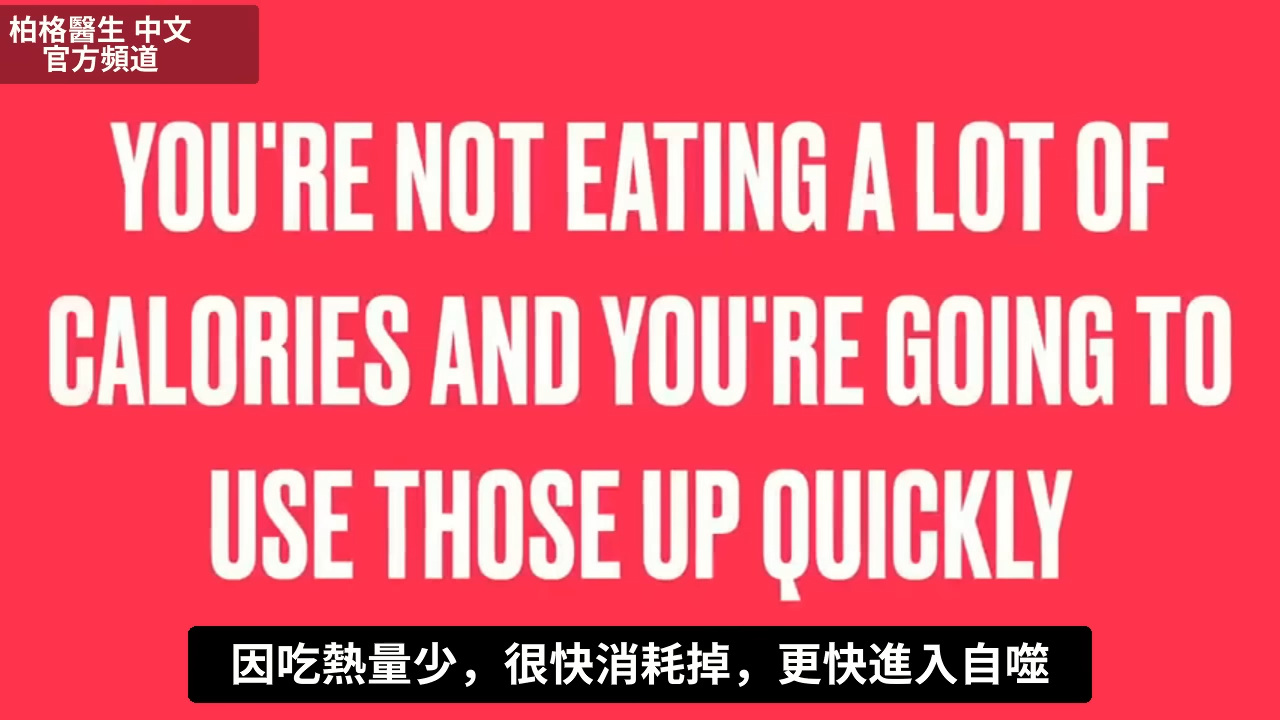 柏格醫生 中文
官方頻道
YOU'RE NOT EATING A LOT OF
CALORIES AND YOU'RE GOING TO
USE THOSE UP QUICKLY
因吃熱量少，很快消耗掉，更快進入自噬